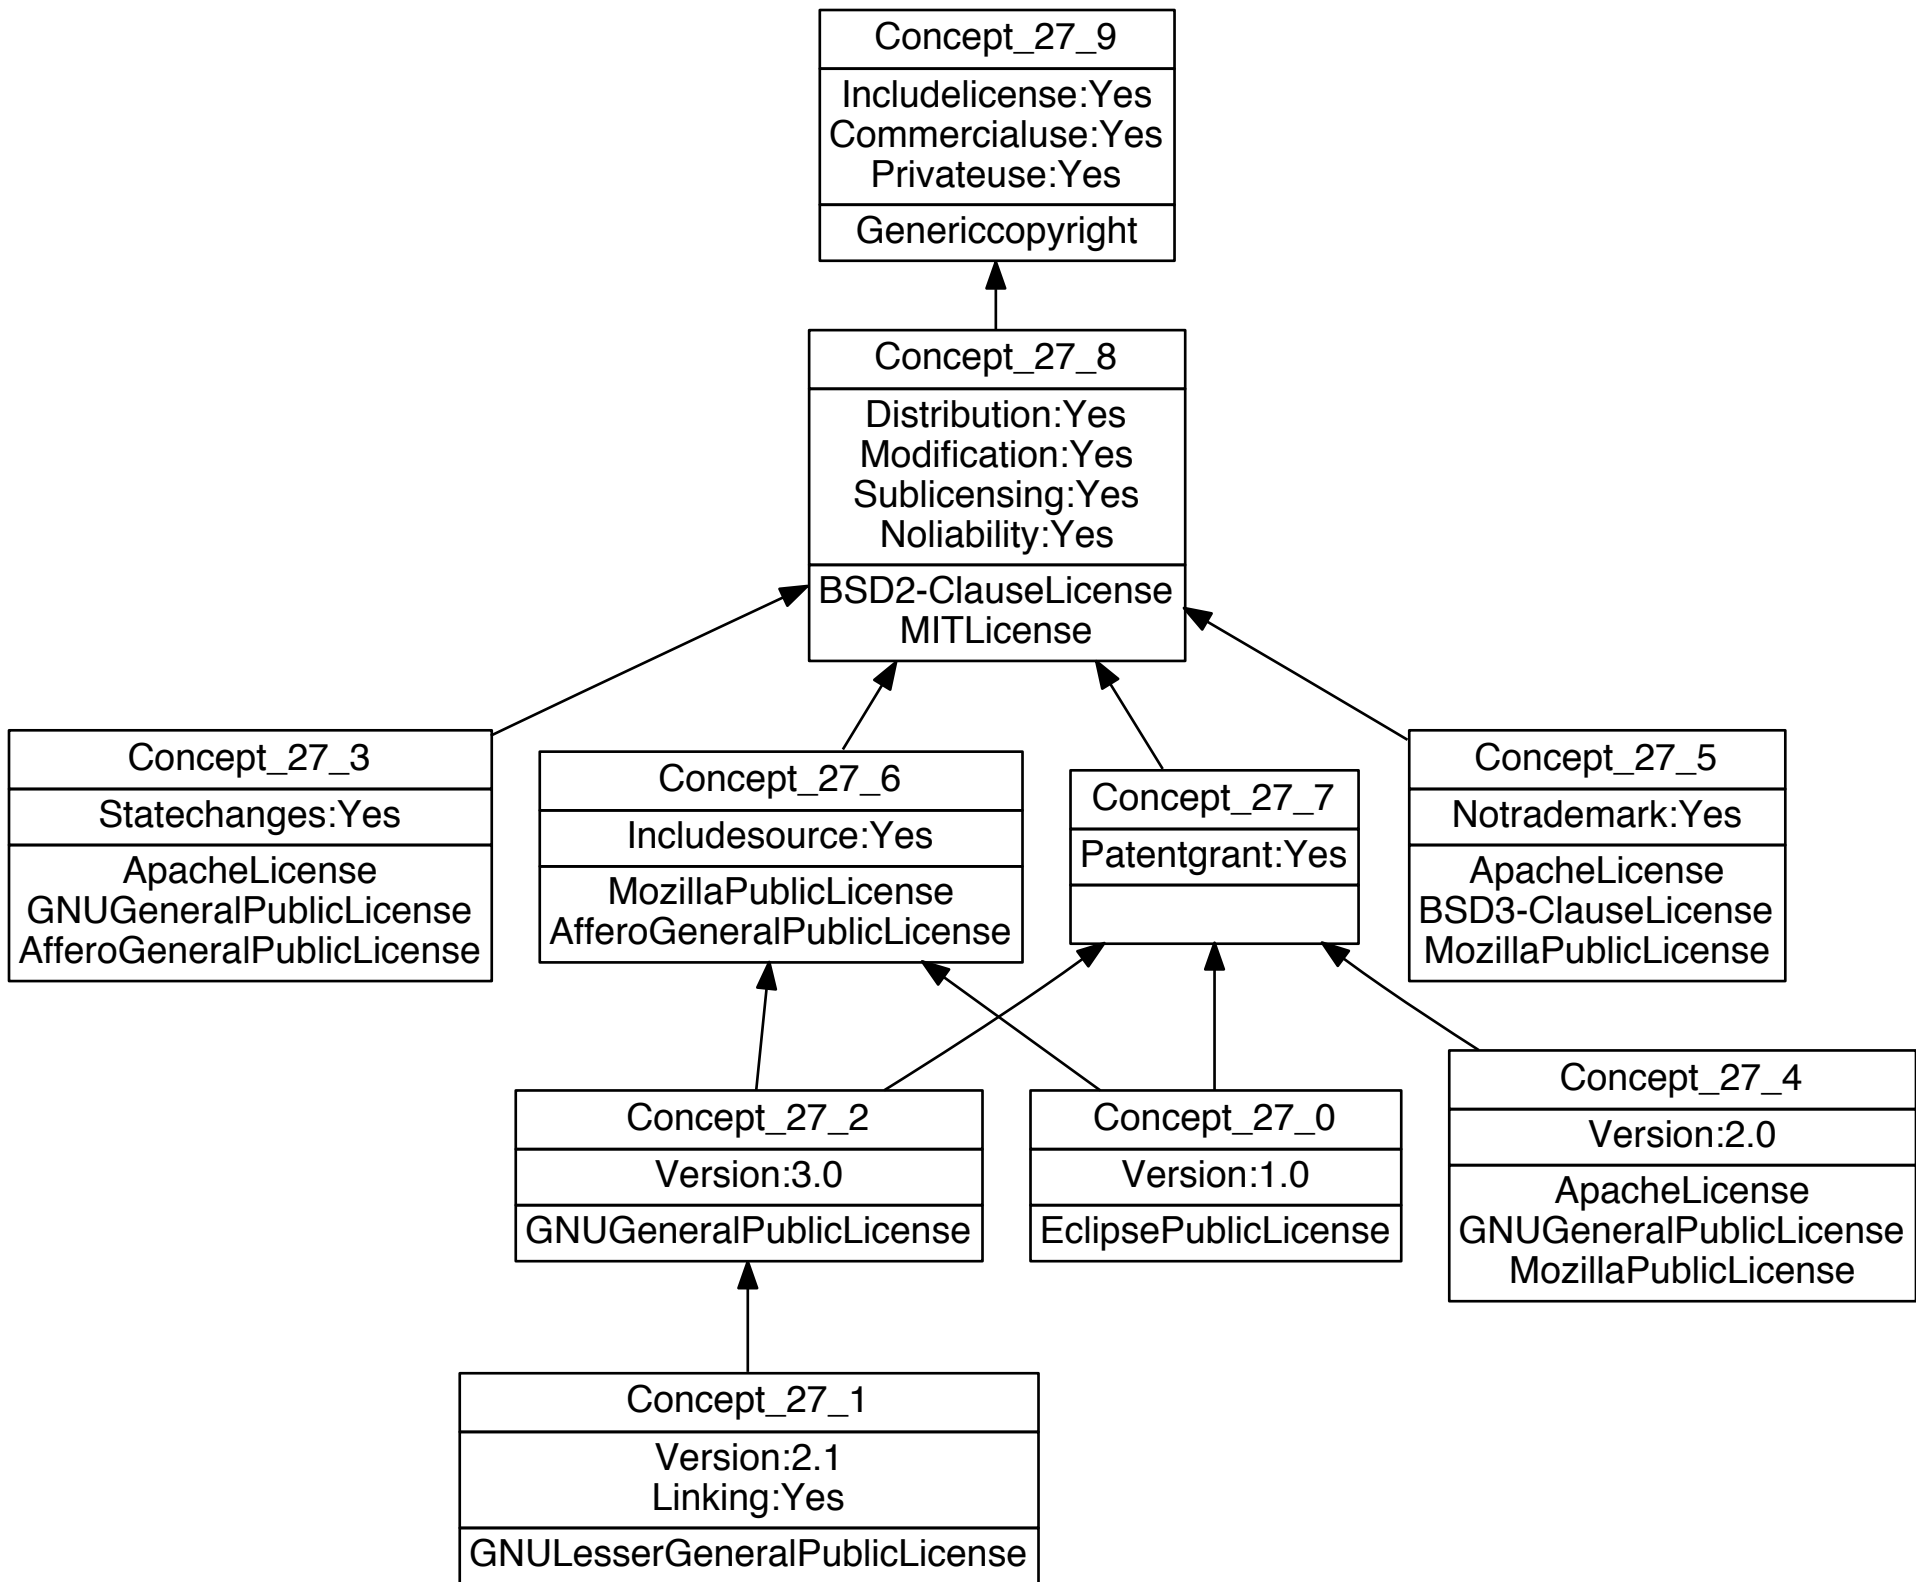 Concept_27_9
Includelicense:Yes
Commercialuse:Yes
Privateuse:Yes
Genericcopyright
Concept_27_8
Distribution:Yes
Modification:Yes
Sublicensing:Yes
Noliability:Yes
BSD2-ClauseLicense
MITLicense
Concept_27_3
Statechanges:Yes
ApacheLicense
GNUGeneralPublicLicense
AfferoGeneralPublicLicense
Concept_27_6
Includesource:Yes
MozillaPublicLicense
AfferoGeneralPublicLicense
Concept_27_7
Patentgrant:Yes
Concept_27_5
Notrademark:Yes
ApacheLicense
BSD3-ClauseLicense
MozillaPublicLicense
Concept_27_2
Version:3.0
GNUGeneralPublicLicense
Concept_27_0
Version:1.0
EclipsePublicLicense
Concept_27_4
Version:2.0
ApacheLicense
GNUGeneralPublicLicense
MozillaPublicLicense
Concept_27_1
Version:2.1
Linking:Yes
GNULesserGeneralPublicLicense